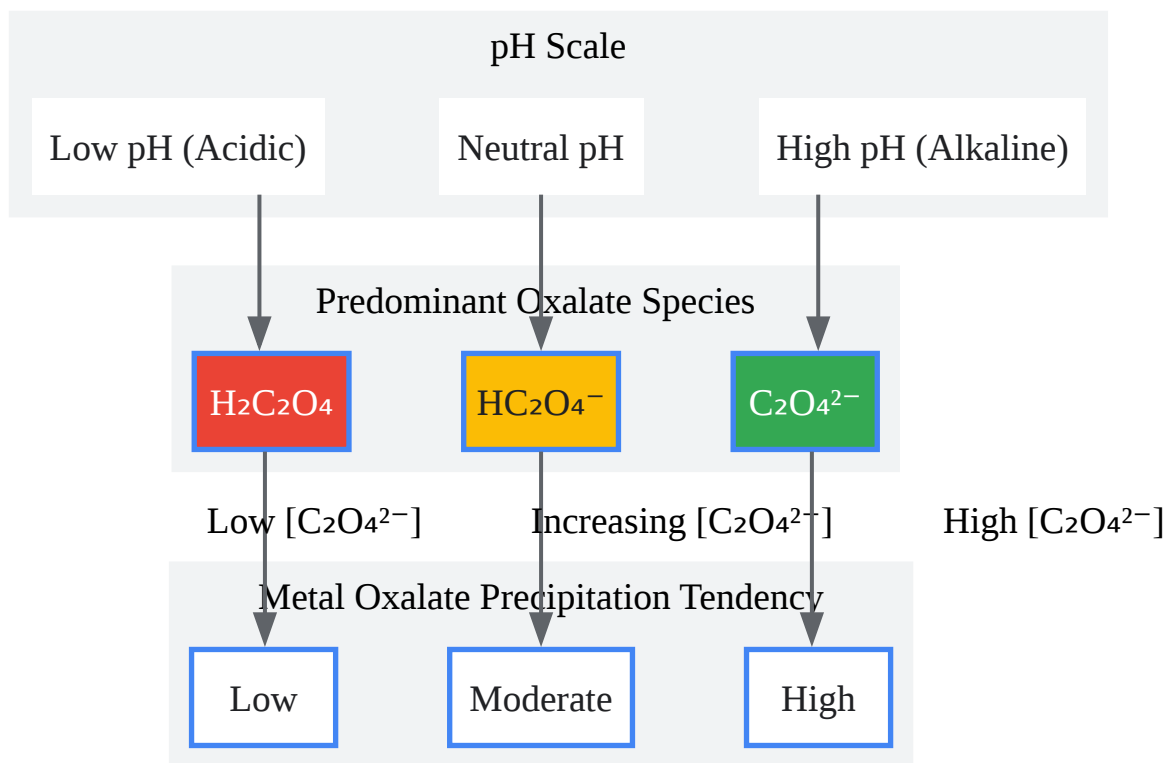 pH Scale
Low pH (Acidic)
Neutral pH
High pH (Alkaline)
Predominant Oxalate Species
H₂C₂O₄
HC₂O₄⁻
C₂O₄²⁻
Low [C₂O₄²⁻]
Increasing [C₂O₄²⁻]
High [C₂O₄²⁻]
Metal Oxalate Precipitation Tendency
Low
Moderate
High